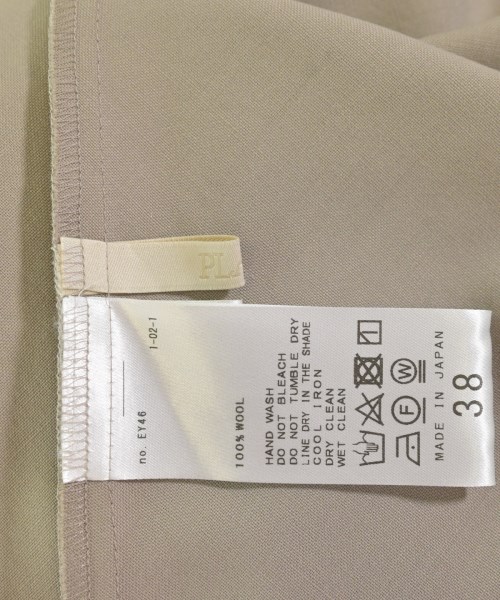 PL
no. EY46
1-02-1
100% WOOL
HAND WASH
DO NOT BLEACH
DO NOT TUMBLE DRY
LINE DRY IN THE SHADE
COOL IRON
DRY CLEAN
WET CLEAN
F W
MADE IN JAPAN
38